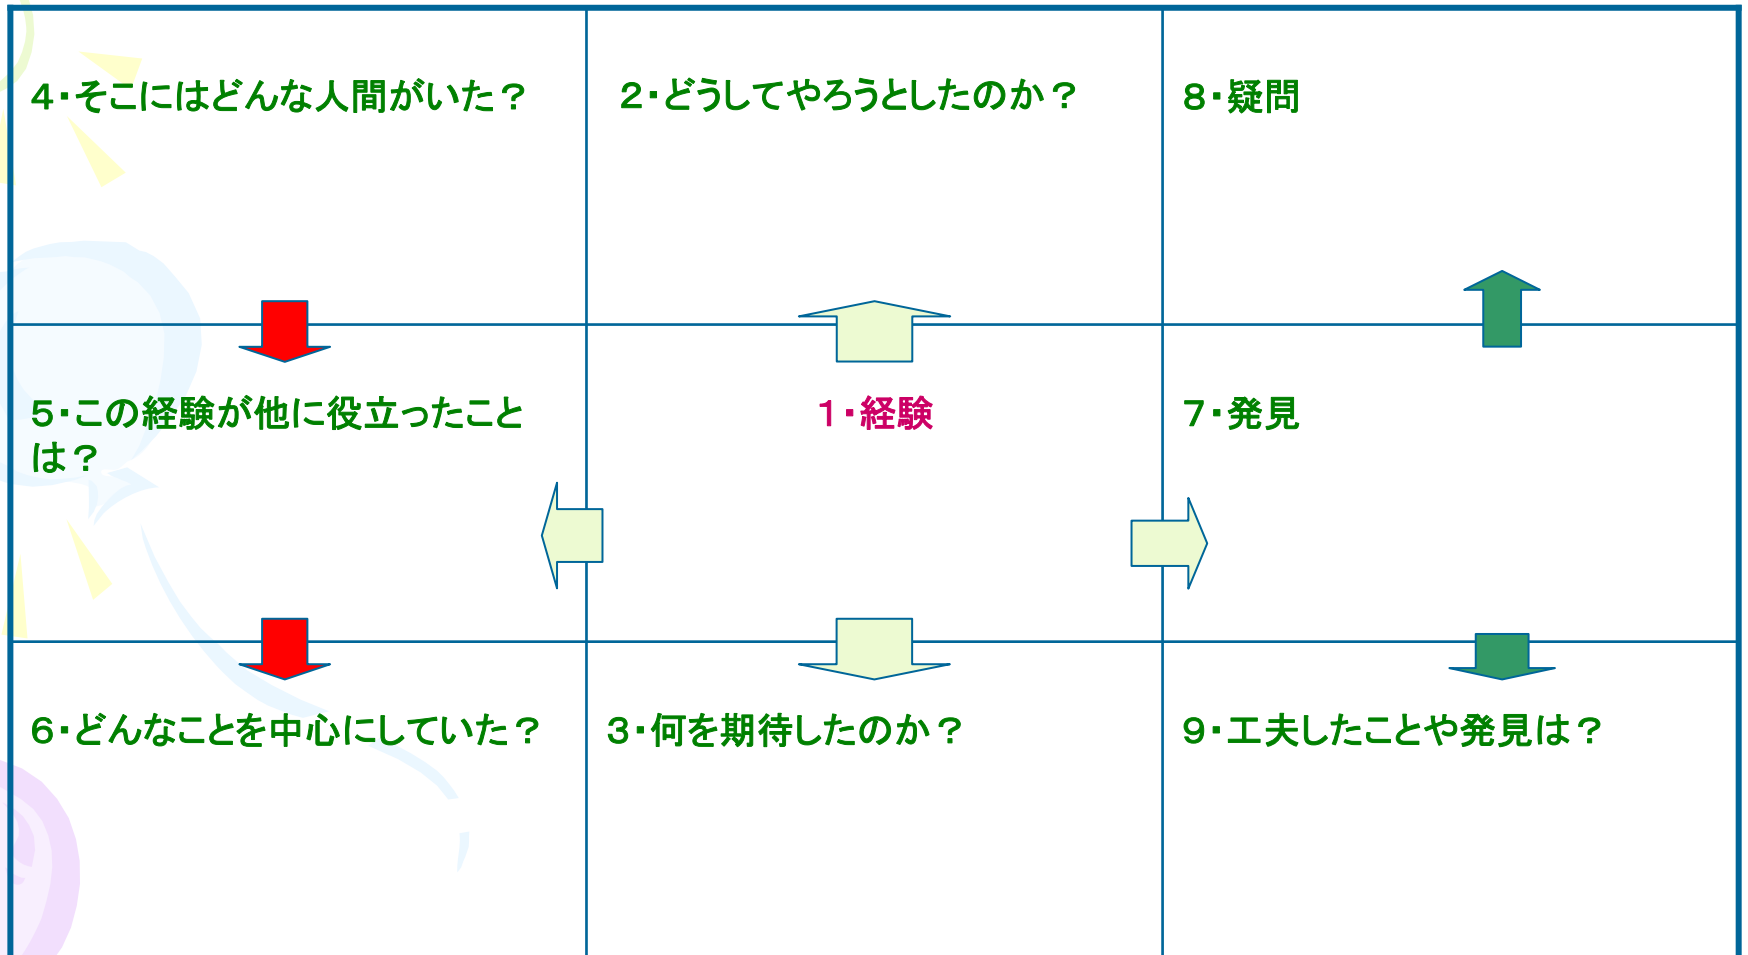 ４・そこにはどんな人間がいた？
２・どうしてやろうとしたのか？
８・疑問
５・この経験が他に役立ったこと
は？
１・経験
７・発見
６・どんなことを中心にしていた？
３・何を期待したのか？
９・工夫したことや発見は？